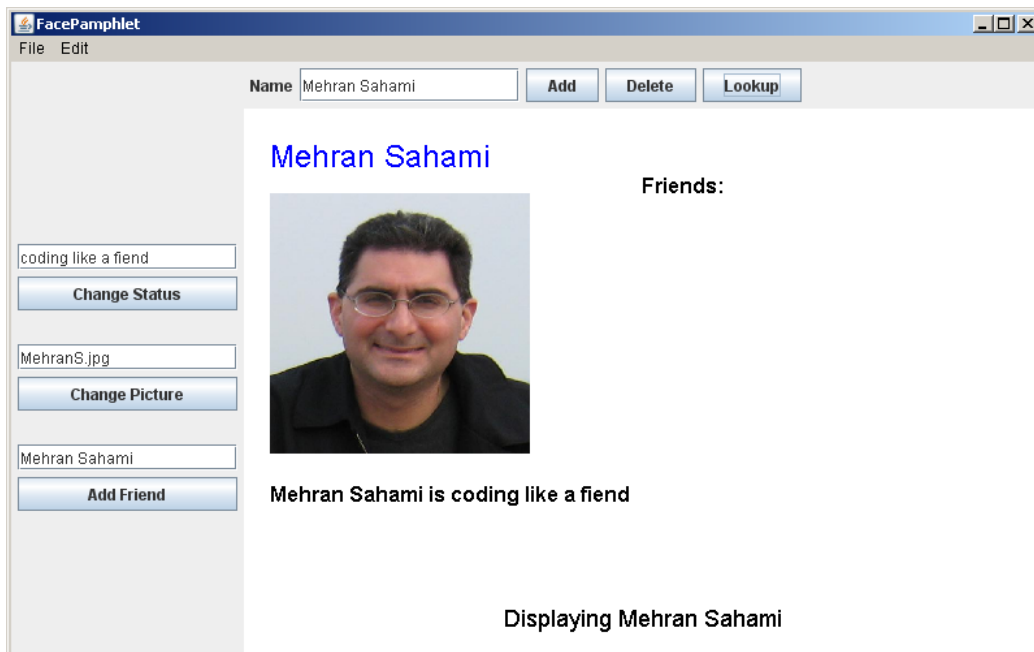 FacePamphlet
File Edit
Name Mehran Sahami Add Delete Lookup
Mehran Sahami
Friends:
coding like a fiend
Change Status
MehranS.jpg
Change Picture
Mehran Sahami
Add Friend
Mehran Sahami is coding like a fiend
Displaying Mehran Sahami